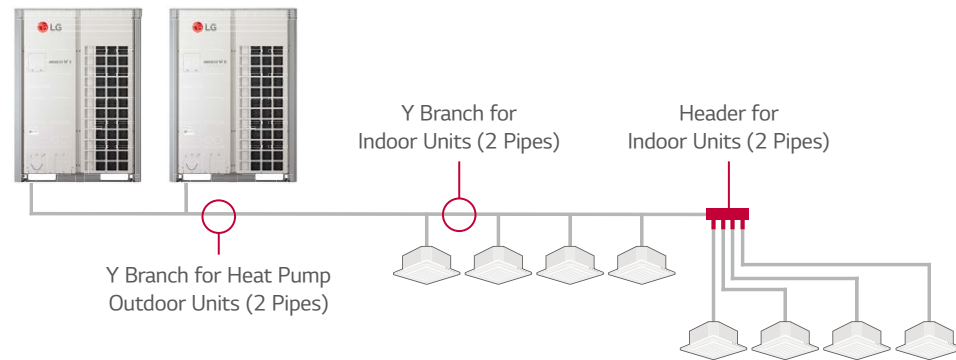 LG
LG
Y Branch for
Indoor Units (2 Pipes)
Header for
Indoor Units (2 Pipes)
Y Branch for Heat Pump
Outdoor Units (2 Pipes)